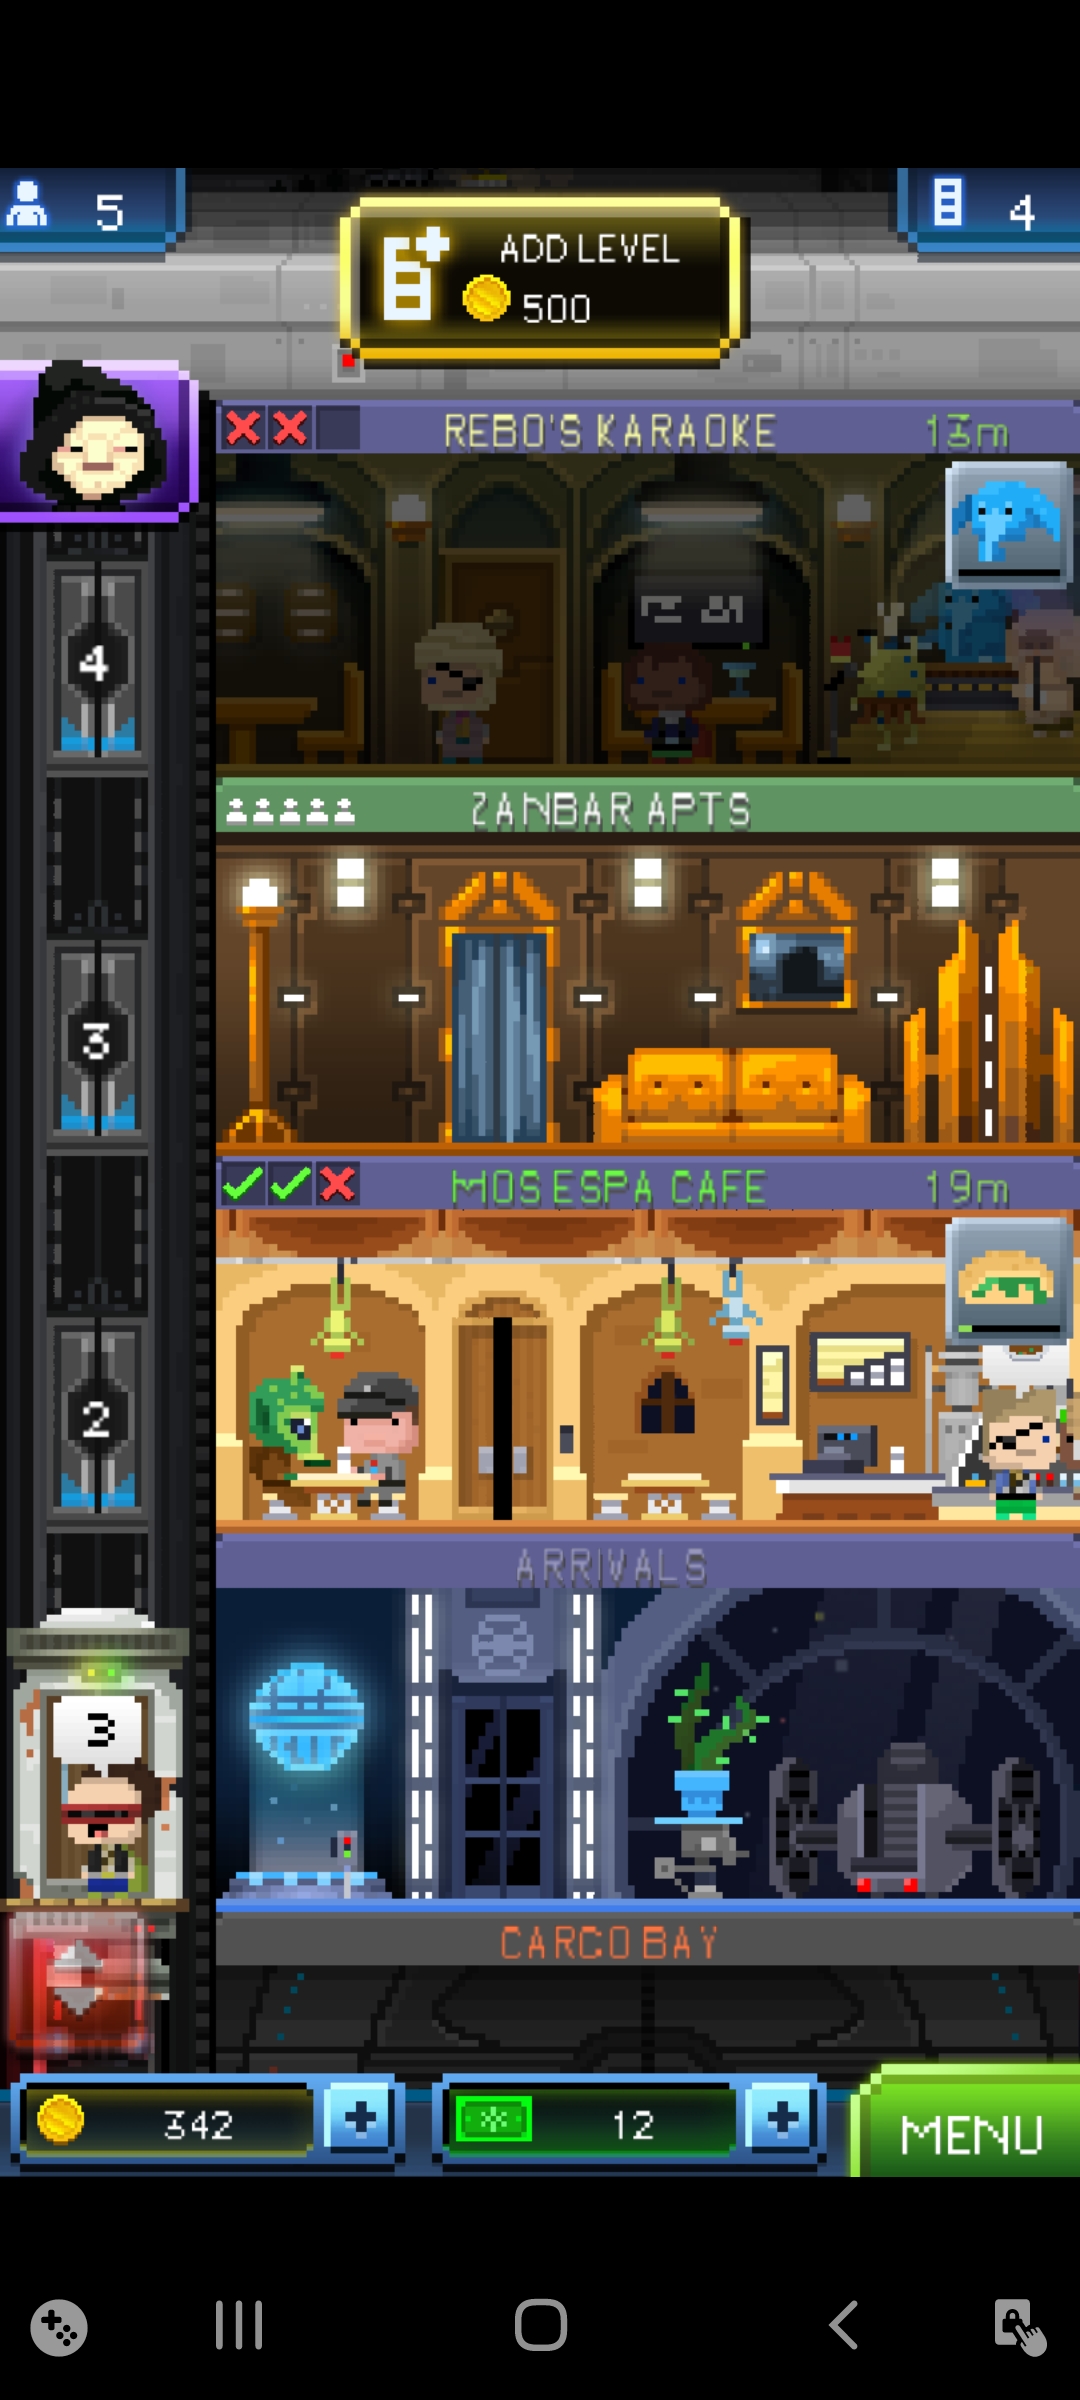 5
4
ADD LEVEL
500
REBO'S KARAOKE 13m
4
ZANBAR APTS
3
MOS ESPA CAFE 19m
2
ARRIVALS
3
CARGO BAY
342
12
MENU